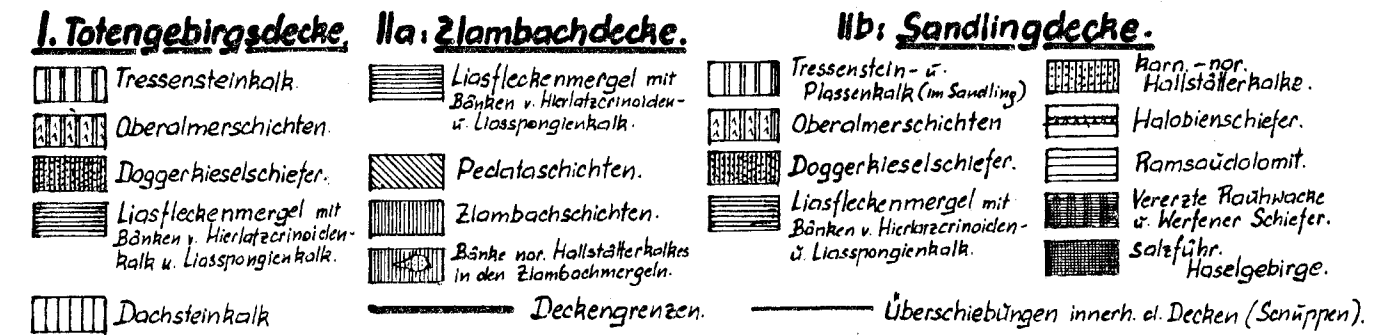 I. Totengebirgsdecke.
Tressensteinkalk.
Oberalmerschichten.
Doggerkieselschiefer.
Liasfleckenmergel mit
Bänken v. Hierlatzcrinoiden-
kalk u. Liasspongienkalk.
Dachsteinkalk
IIa: Zlambachdecke.
Liasfleckenmergel mit
Bänken v. Hierlatzcrinoiden-
u. Liasspongienkalk.
Pedataschichten.
Zlambachschichten.
Bänke nor. Hallstätterkalkes
in den Zlambachmergeln.
IIb: Sandlingdecke.
Tressenstein- u.
Plassenkalk (im Sandling)
Oberalmerschichten
Doggerkieselschiefer.
Liasfleckenmergel mit
Bänken v. Hierlatzcrinoiden-
u. Liasspongienkalk.
karn.-nor.
Hallstätterkalke.
Halobienschiefer.
Ramsaudolomit.
Vererzte Rauhwacke
u. Werfener Schiefer.
Salzführ.
Haselgebirge.
Deckengrenzen.
Überschiebungen innerh. d. Decken (Schuppen).